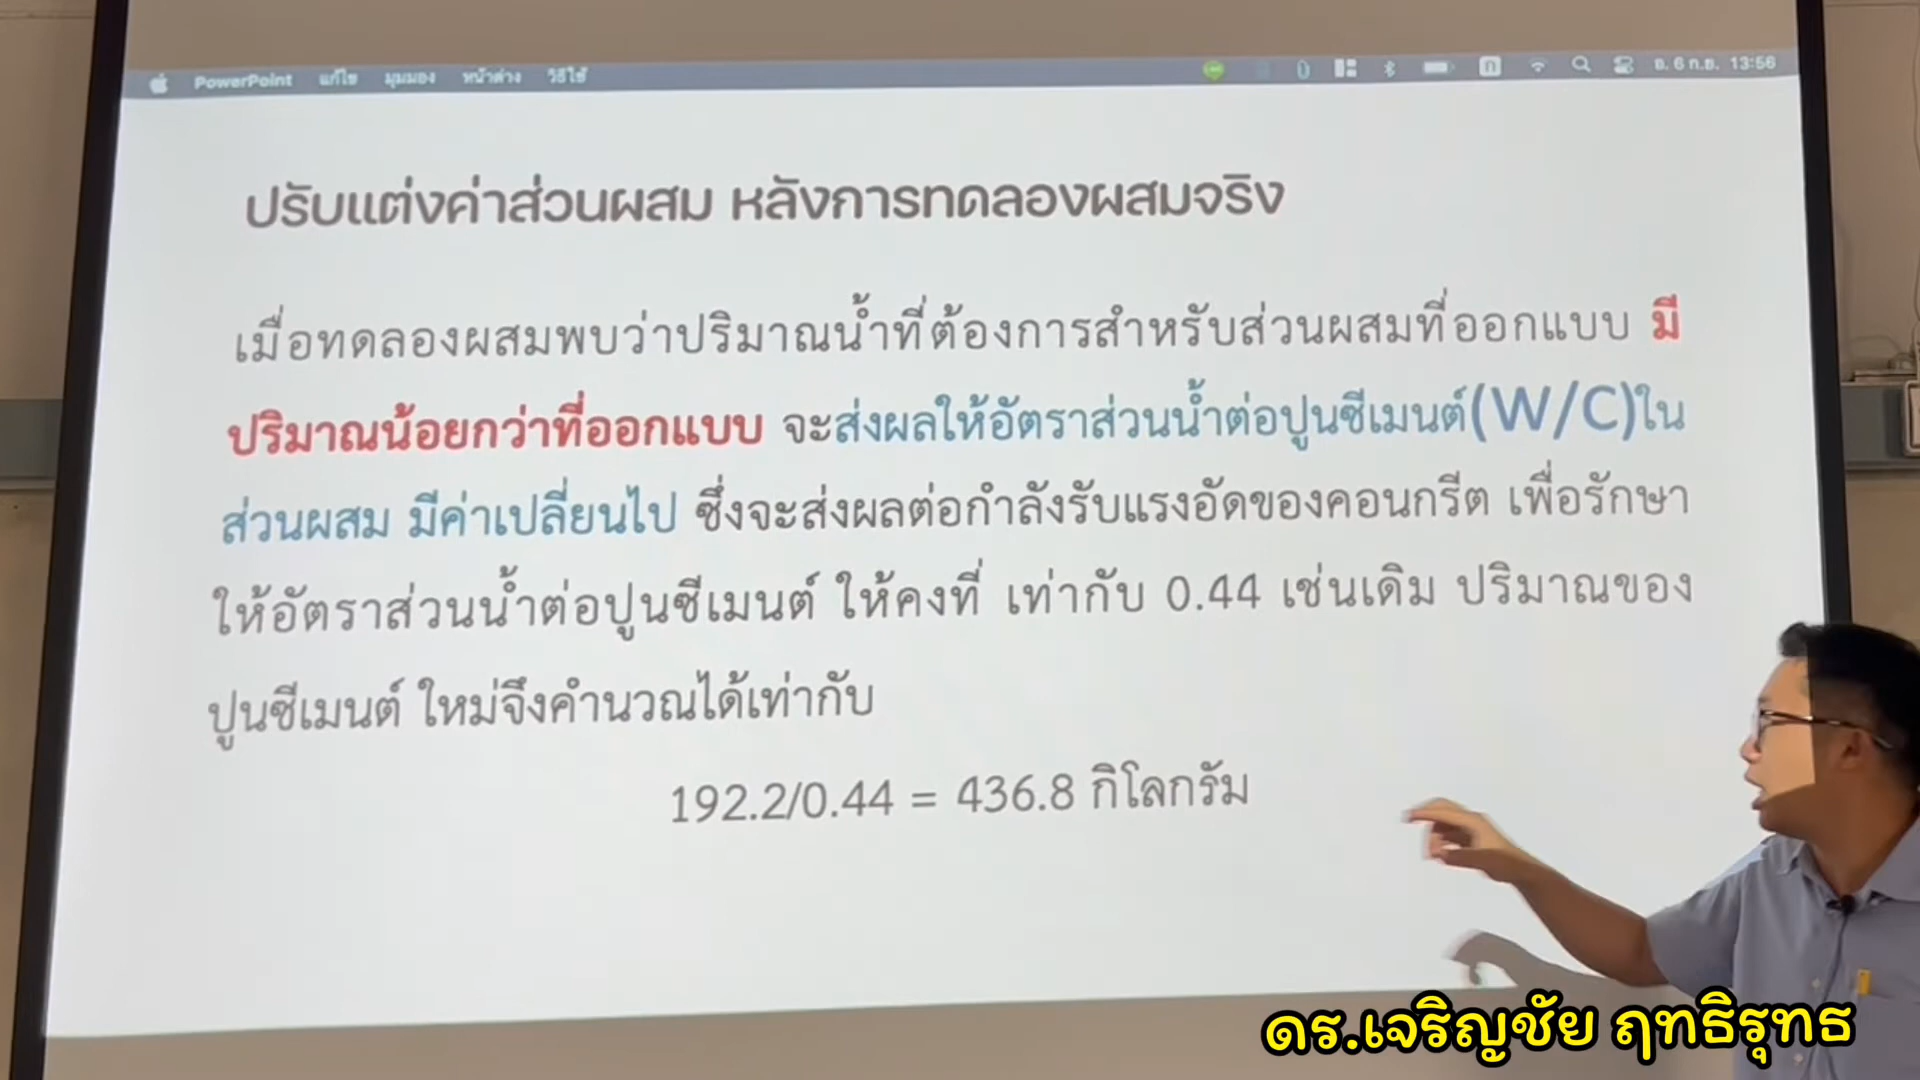 PowerPoint แก้ไข มุมมอง หน้าต่าง วิธีใช้
อ. 6 ก.ย. 13:56
ปรับแต่งค่าส่วนผสม หลังการทดลองผสมจริง
เมื่อทดลองผสมพบว่าปริมาณน้ำที่ต้องการสำหรับส่วนผสมที่ออกแบบ มี
ปริมาณน้อยกว่าที่ออกแบบ จะส่งผลให้อัตราส่วนน้ำต่อปูนซีเมนต์(W/C)ใน
ส่วนผสม มีค่าเปลี่ยนไป ซึ่งจะส่งผลต่อกำลังรับแรงอัดของคอนกรีต เพื่อรักษา
ให้อัตราส่วนน้ำต่อปูนซีเมนต์ ให้คงที่ เท่ากับ 0.44 เช่นเดิม ปริมาณของ
ปูนซีเมนต์ ใหม่จึงคำนวณได้เท่ากับ
192.2/0.44 = 436.8 กิโลกรัม
ดร.เจริญชัย ฤทธิรุทธ